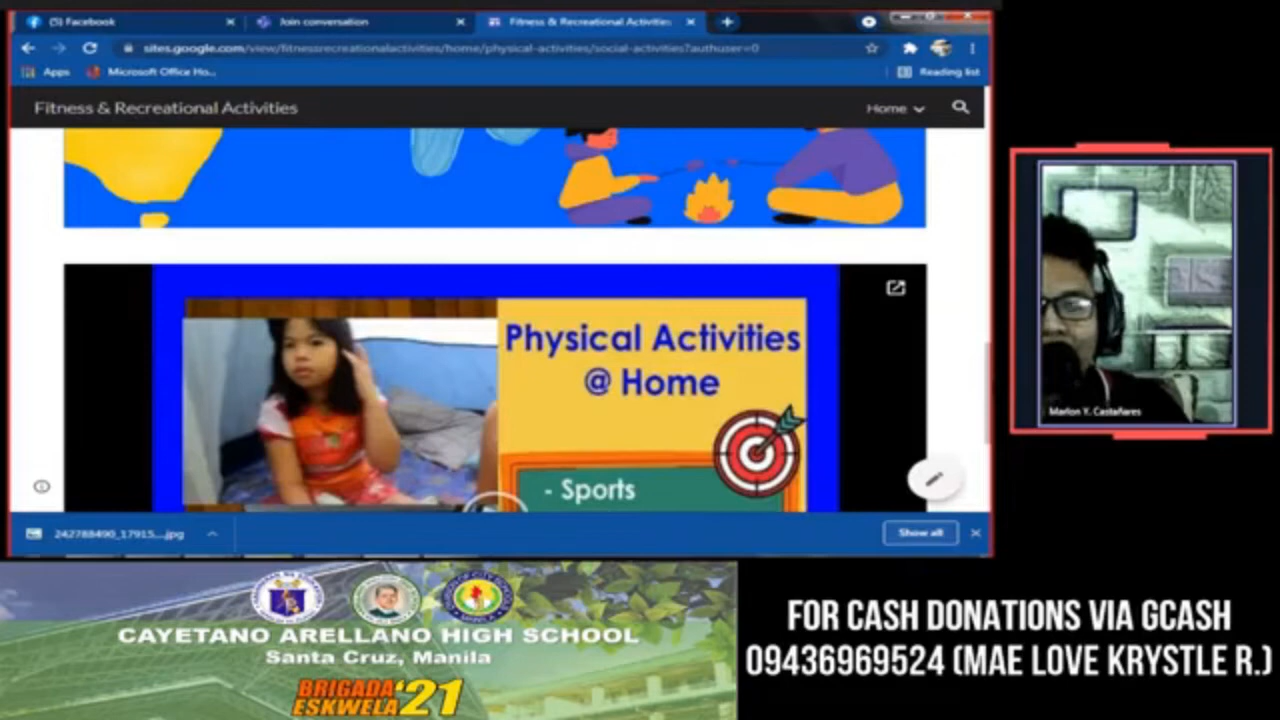 (5) Facebook
Join conversation
Fitness & Recreational Activities
sites.google.com/view/fitnessrecreationalactivities/home/physical-activities/social-activities?authuser=0
Apps
Microsoft Office Ho...
Reading list
Fitness & Recreational Activities
Home
Physical Activities
@ Home
- Sports
Marlon Y. Castañares
242788490_17915....jpg
Show all
CAYETANO ARELLANO HIGH SCHOOL
Santa Cruz, Manila
BRIGADA
ESKWELA '21
FOR CASH DONATIONS VIA GCASH
09436969524 (MAE LOVE KRYSTLE R.)